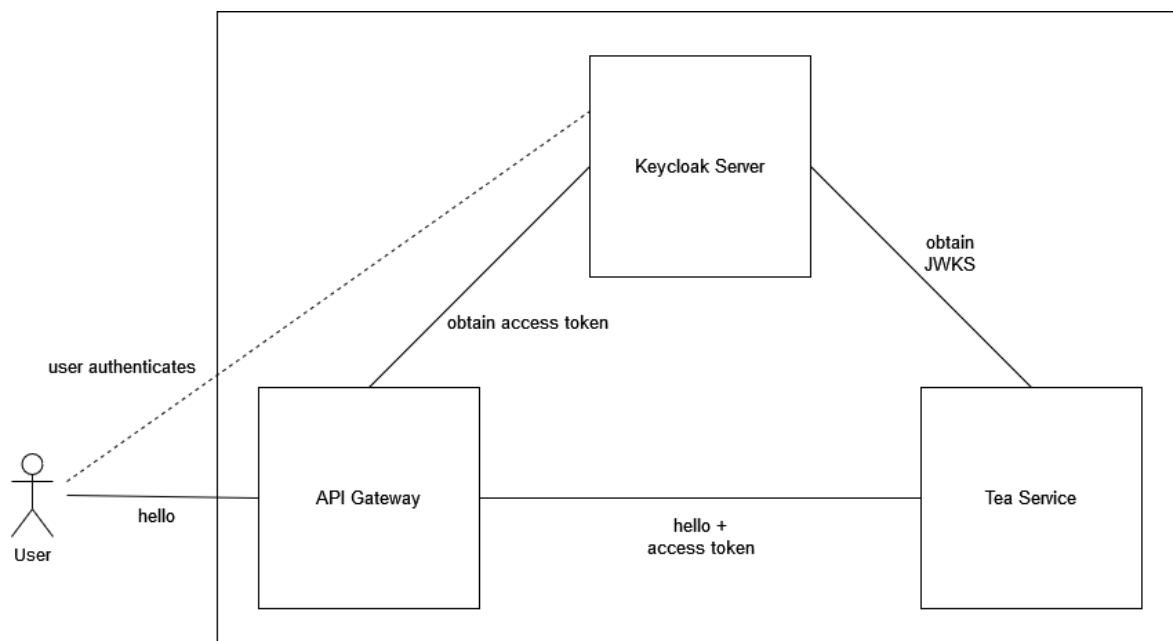 Keycloak Server
obtain
JWKS
obtain access token
user authenticates
API Gateway
Tea Service
hello
hello +
access token
User